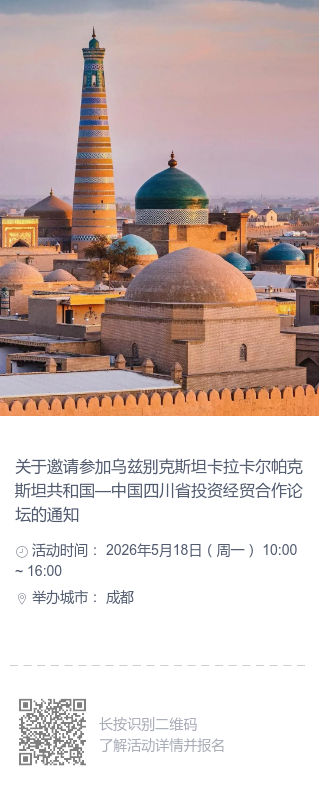 关于邀请参加乌兹别克斯坦卡拉卡尔帕克
斯坦共和国—中国四川省投资经贸合作论
坛的通知
活动时间： 2026年5月18日 ( 周一 ） 10:00
~ 16:00
举办城市： 成都
长按识别二维码
了解活动详情并报名